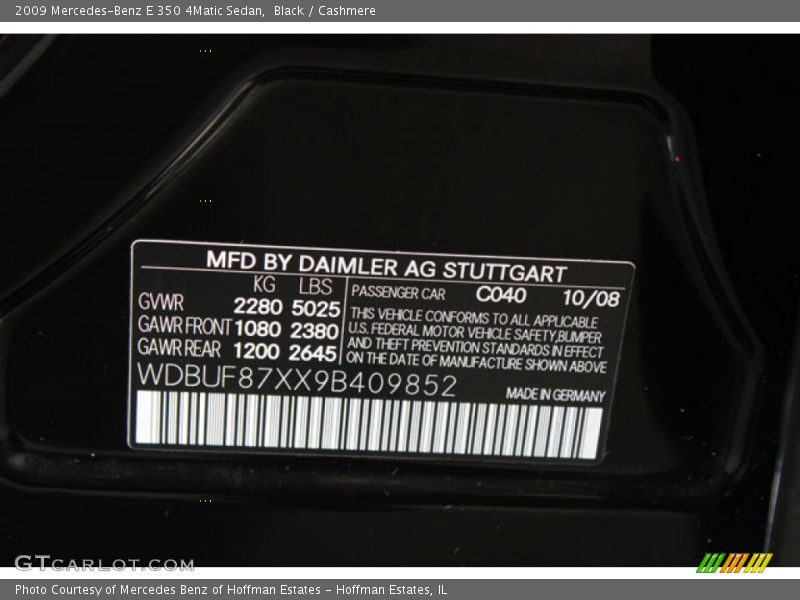 2009 Mercedes-Benz E 350 4Matic Sedan, Black / Cashmere
MFD BY DAIMLER AG STUTTGART
KG LBS
GVWR 2280 5025
GAWR FRONT 1080 2380
GAWR REAR 1200 2645
PASSENGER CAR C040 10/08
THIS VEHICLE CONFORMS TO ALL APPLICABLE
U.S. FEDERAL MOTOR VEHICLE SAFETY,BUMPER
AND THEFT PREVENTION STANDARDS IN EFFECT
ON THE DATE OF MANUFACTURE SHOWN ABOVE
WDBUF87XX9B409852
MADE IN GERMANY
GTCARLOT.COM
Photo Courtesy of Mercedes Benz of Hoffman Estates - Hoffman Estates, IL